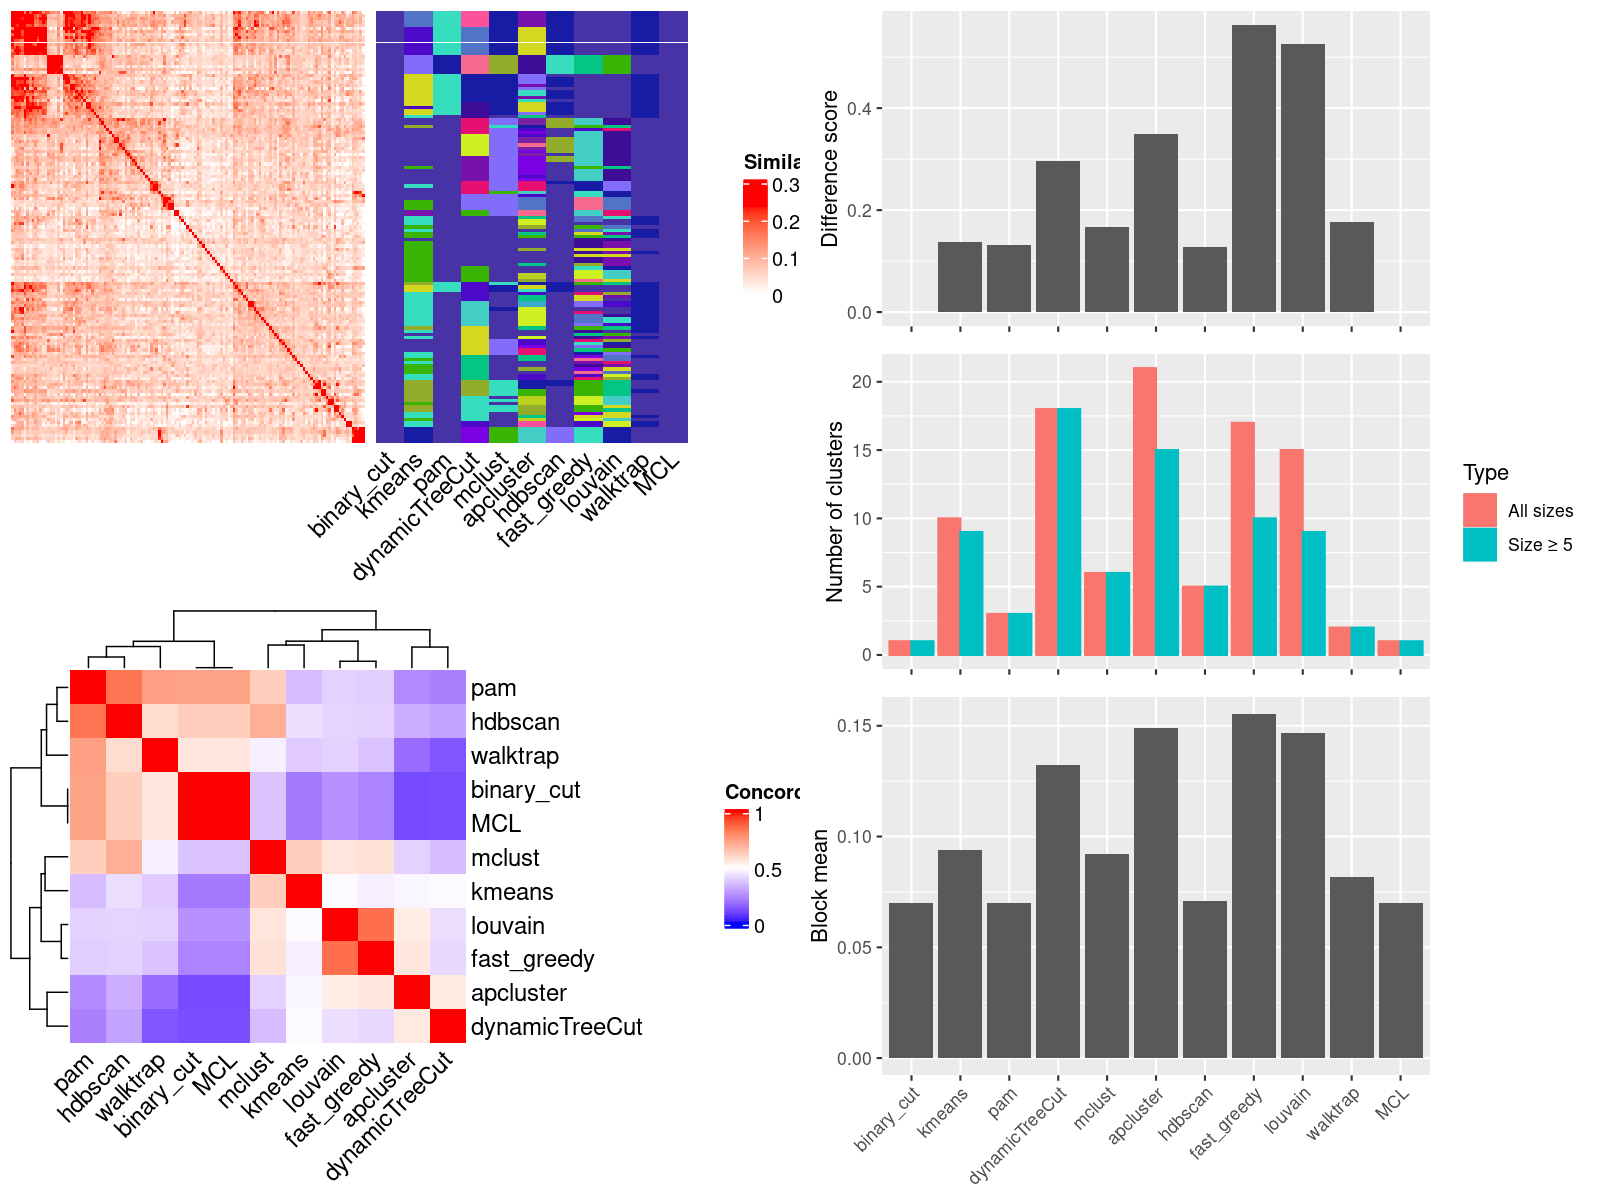 Simila
0.3
0.2
0.1
0
binary_cut
kmeans
pam
dynamicTreeCut
mclust
apcluster
hdbscan
fast_greedy
louvain
walktrap
MCL
pam
hdbscan
walktrap
binary_cut
MCL
mclust
kmeans
louvain
fast_greedy
apcluster
dynamicTreeCut
Concord
1
0.5
0
pam
hdbscan
walktrap
binary_cut
MCL
mclust
kmeans
louvain
fast_greedy
apcluster
dynamicTreeCut
Difference score
0.4
0.2
0.0
Number of clusters
20
15
10
5
0
Type
All sizes
Size ≥ 5
Block mean
0.15
0.10
0.05
0.00
binary_cut
kmeans
pam
dynamicTreeCut
mclust
apcluster
hdbscan
fast_greedy
louvain
walktrap
MCL